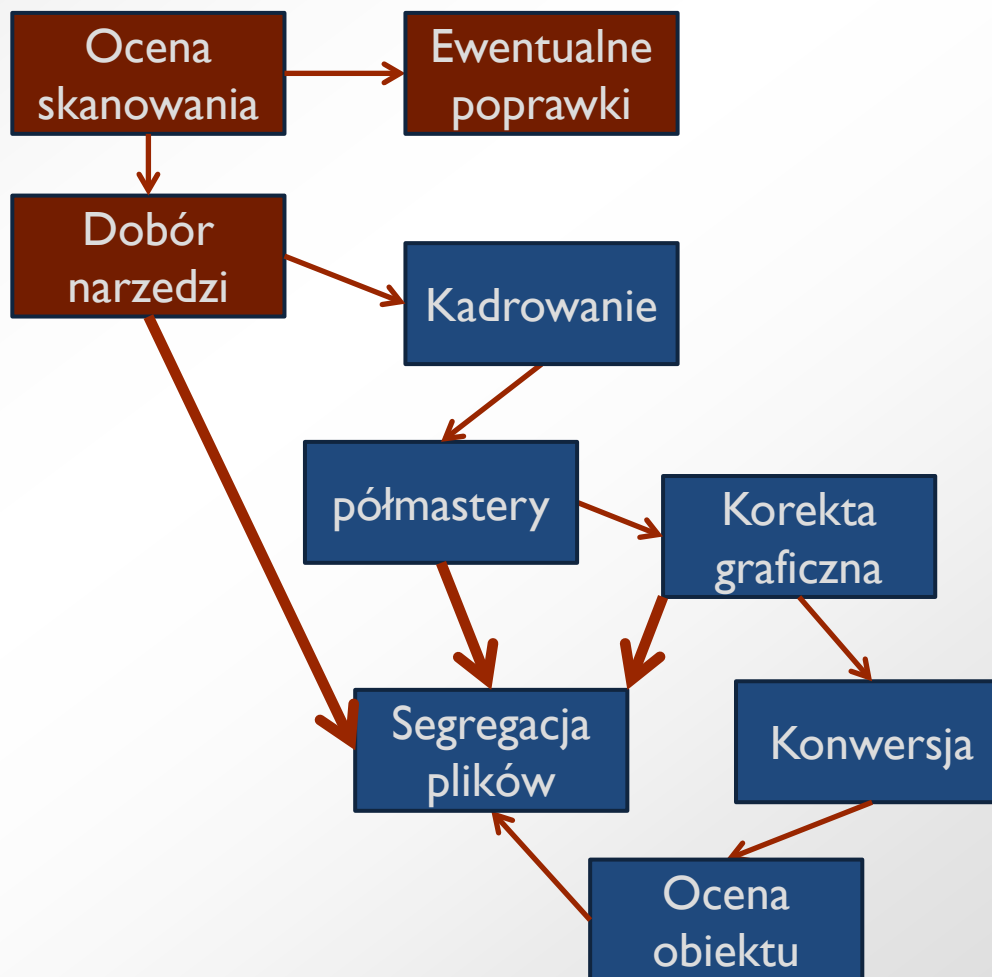 Ocena
skanowania
Ewentualne
poprawki
Dobór
narzedzi
Kadrowanie
półmastery
Korekta
graficzna
Segregacja
plików
Konwersja
Ocena
obiektu